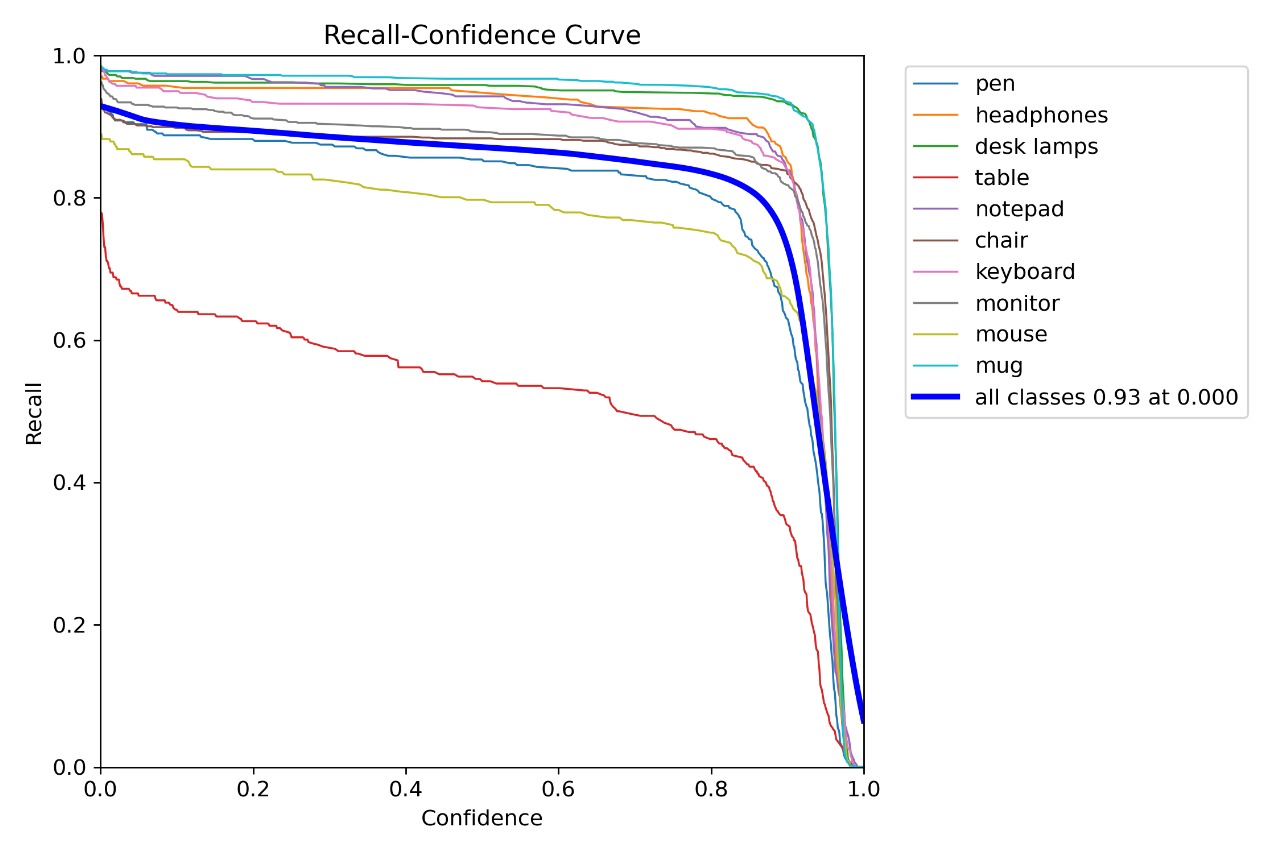 Recall-Confidence Curve
1.0
0.8
0.6
0.4
0.2
0.0
Recall
0.0 0.2 0.4 0.6 0.8 1.0
Confidence
pen
headphones
desk lamps
table
notepad
chair
keyboard
monitor
mouse
mug
all classes 0.93 at 0.000